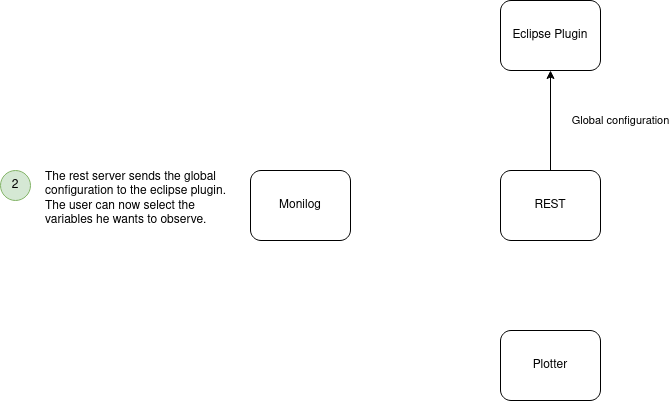 Eclipse Plugin
Global configuration
2
The rest server sends the global
configuration to the eclipse plugin.
The user can now select the
variables he wants to observe.
Monilog
REST
Plotter